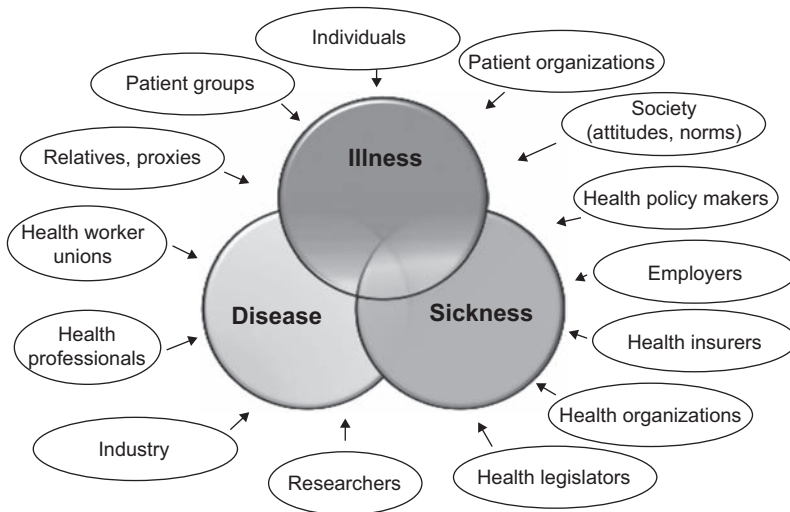 Individuals
Patient groups
Patient organizations
Society
(attitudes, norms)
Illness
Relatives, proxies
Health policy makers
Health worker
unions
Employers
Disease
Sickness
Health
professionals
Health insurers
Health organizations
Industry
Researchers
Health legislators